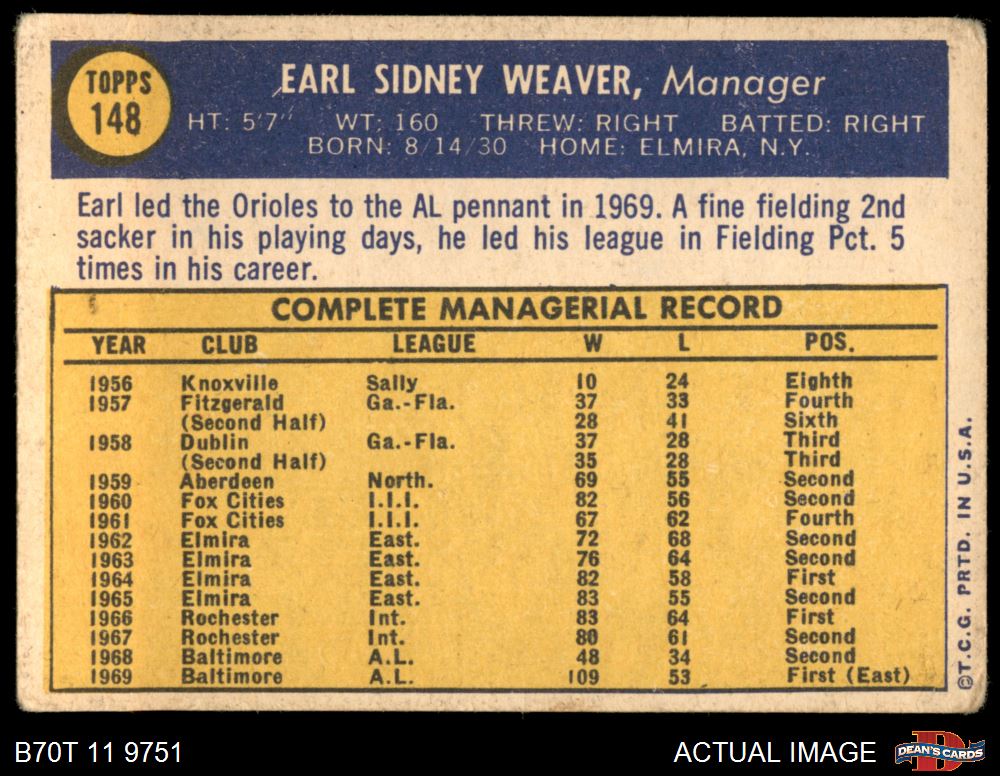 TOPPS
148
EARL SIDNEY WEAVER, Manager
HT: 5'7" WT: 160 THREW: RIGHT BATTED: RIGHT
BORN: 8/14/30 HOME: ELMIRA, N.Y.
Earl led the Orioles to the AL pennant in 1969. A fine fielding 2nd
sacker in his playing days, he led his league in Fielding Pct. 5
times in his career.
COMPLETE MANAGERIAL RECORD
YEAR CLUB LEAGUE W L POS.
1956 Knoxville Sally 10 24 Eighth
1957 Fitzgerald Ga.-Fla. 37 33 Fourth
(Second Half) 28 41 Sixth
1958 Dublin Ga.-Fla. 37 28 Third
(Second Half) 35 28 Third
1959 Aberdeen North. 69 55 Second
1960 Fox Cities I.I.I. 82 56 Second
1961 Fox Cities I.I.I. 67 62 Fourth
1962 Elmira East. 72 68 Second
1963 Elmira East. 76 64 Second
1964 Elmira East. 82 58 First
1965 Elmira East. 83 55 Second
1966 Rochester Int. 83 64 First
1967 Rochester Int. 80 61 Second
1968 Baltimore A.L. 48 34 Second
1969 Baltimore A.L. 109 53 First (East)
©T.C.G. PRTD. IN U.S.A.
B70T 11 9751
ACTUAL IMAGE
D
DEAN'S CARDS